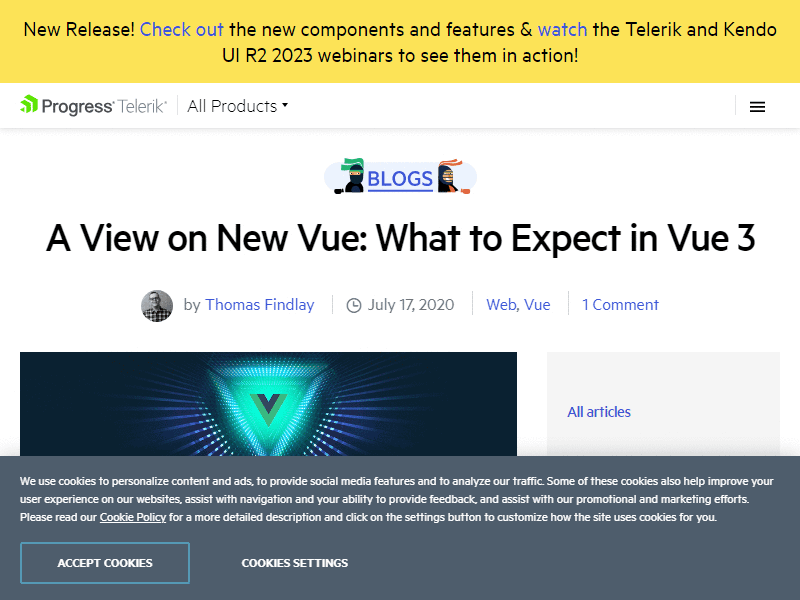 New Release! Check out the new components and features & watch the Telerik and Kendo
UI R2 2023 webinars to see them in action!
Progress Telerik All Products
BLOGS
A View on New Vue: What to Expect in Vue 3
by Thomas Findlay July 17, 2020 Web, Vue 1 Comment
All articles
We use cookies to personalize content and ads, to provide social media features and to analyze our traffic. Some of these cookies also help improve your
user experience on our websites, assist with navigation and your ability to provide feedback, and assist with our promotional and marketing efforts.
Please read our Cookie Policy for a more detailed description and click on the settings button to customize how the site uses cookies for you.
ACCEPT COOKIES COOKIES SETTINGS